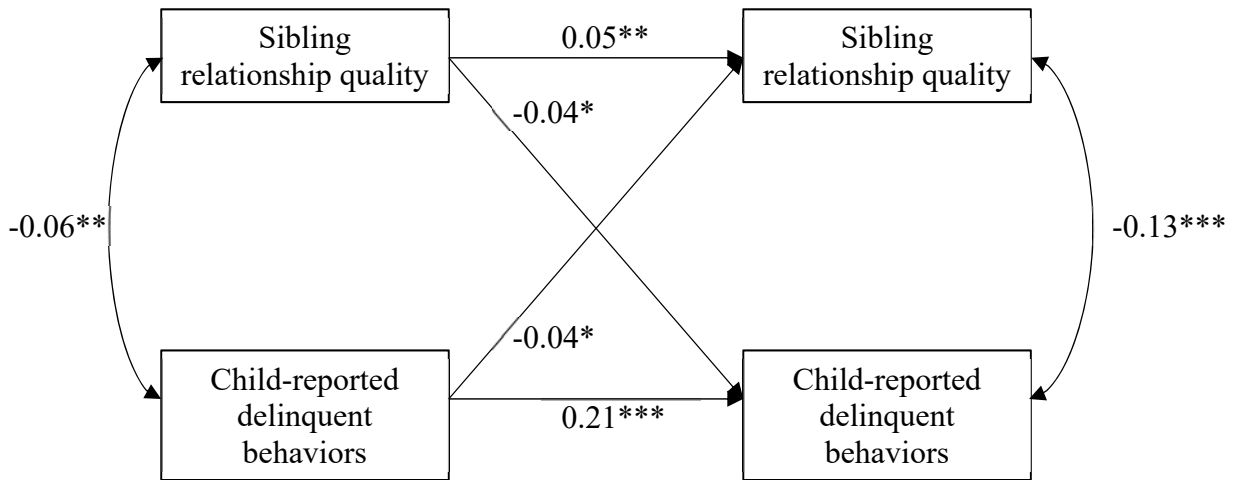 Sibling
relationship quality
0.05**
Sibling
relationship quality
-0.04*
-0.06**
-0.13***
-0.04*
Child-reported
delinquent
behaviors
0.21***
Child-reported
delinquent
behaviors